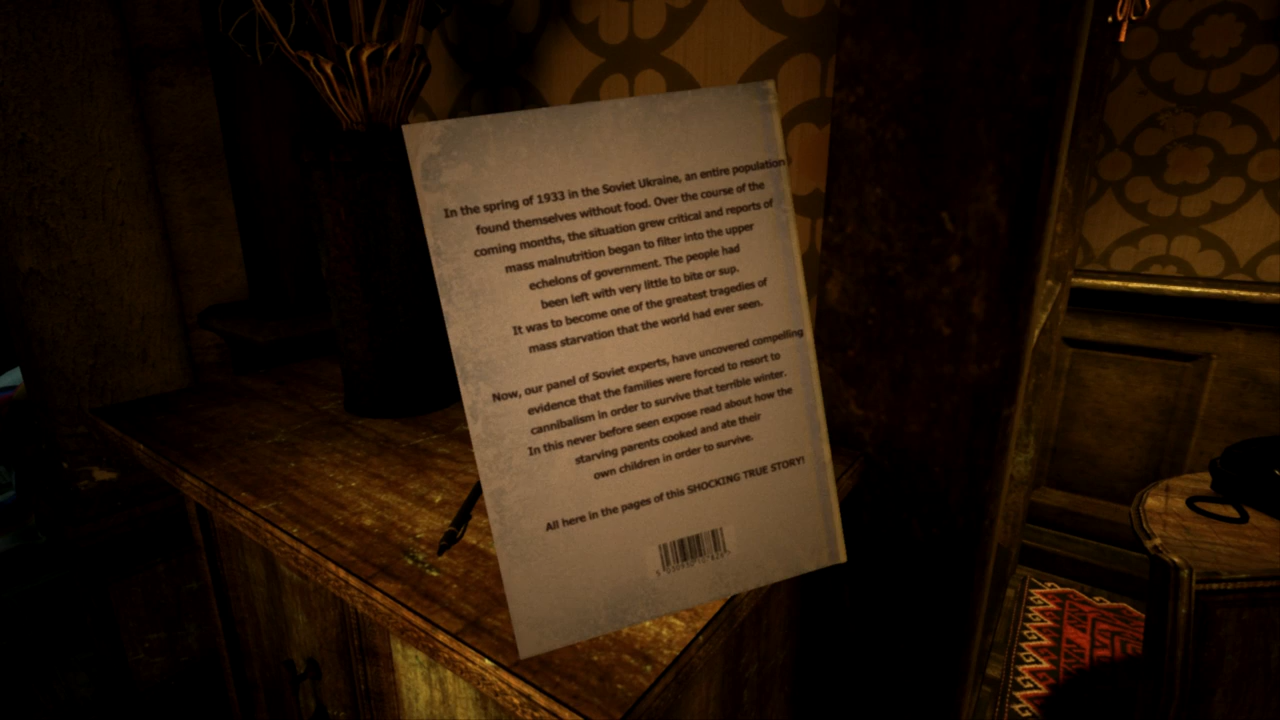 In the spring of 1933 in the Soviet Ukraine, an entire population
found themselves without food. Over the course of the
coming months, the situation grew critical and reports of
mass malnutrition began to filter into the upper
echelons of government. The people had
been left with very little to bite or sup.
It was to become one of the greatest tragedies of
mass starvation that the world had ever seen.
Now, our panel of Soviet experts, have uncovered compelling
evidence that the families were forced to resort to
cannibalism in order to survive that terrible winter.
In this never before seen expose read about how the
starving parents cooked and ate their
own children in order to survive.
All here in the pages of this SHOCKING TRUE STORY!